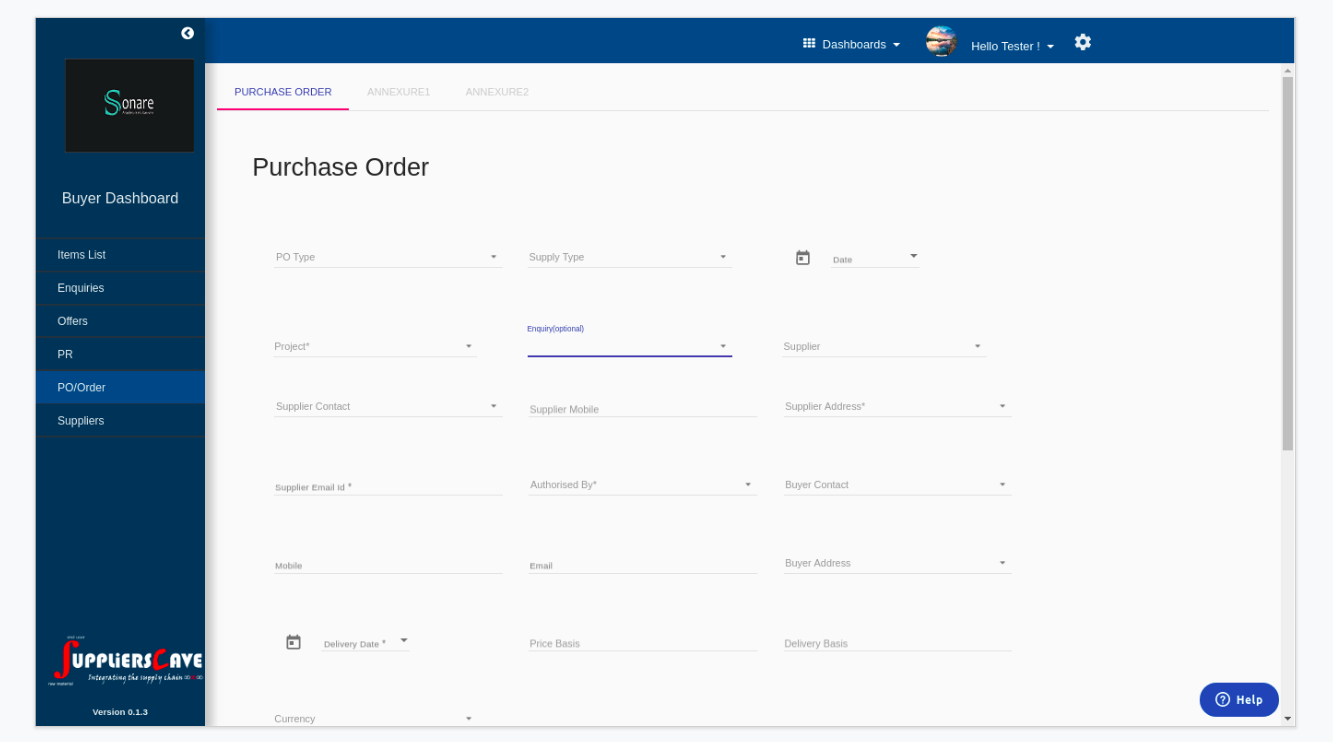 Dashboards
Hello Tester !
Sonare
PURCHASE ORDER ANNEXURE1 ANNEXURE2
Purchase Order
Buyer Dashboard
Items List
Enquiries
Offers
PR
PO/Order
Suppliers
PO Type Supply Type Date
Enquiry(optional)
Project* Supplier
Supplier Contact Supplier Mobile Supplier Address*
Supplier Email Id * Authorised By* Buyer Contact
Mobile Email Buyer Address
Delivery Date * Price Basis Delivery Basis
Currency
SUPPLIERSCAVE
Integrating the supply chain
Version 0.1.3
Help